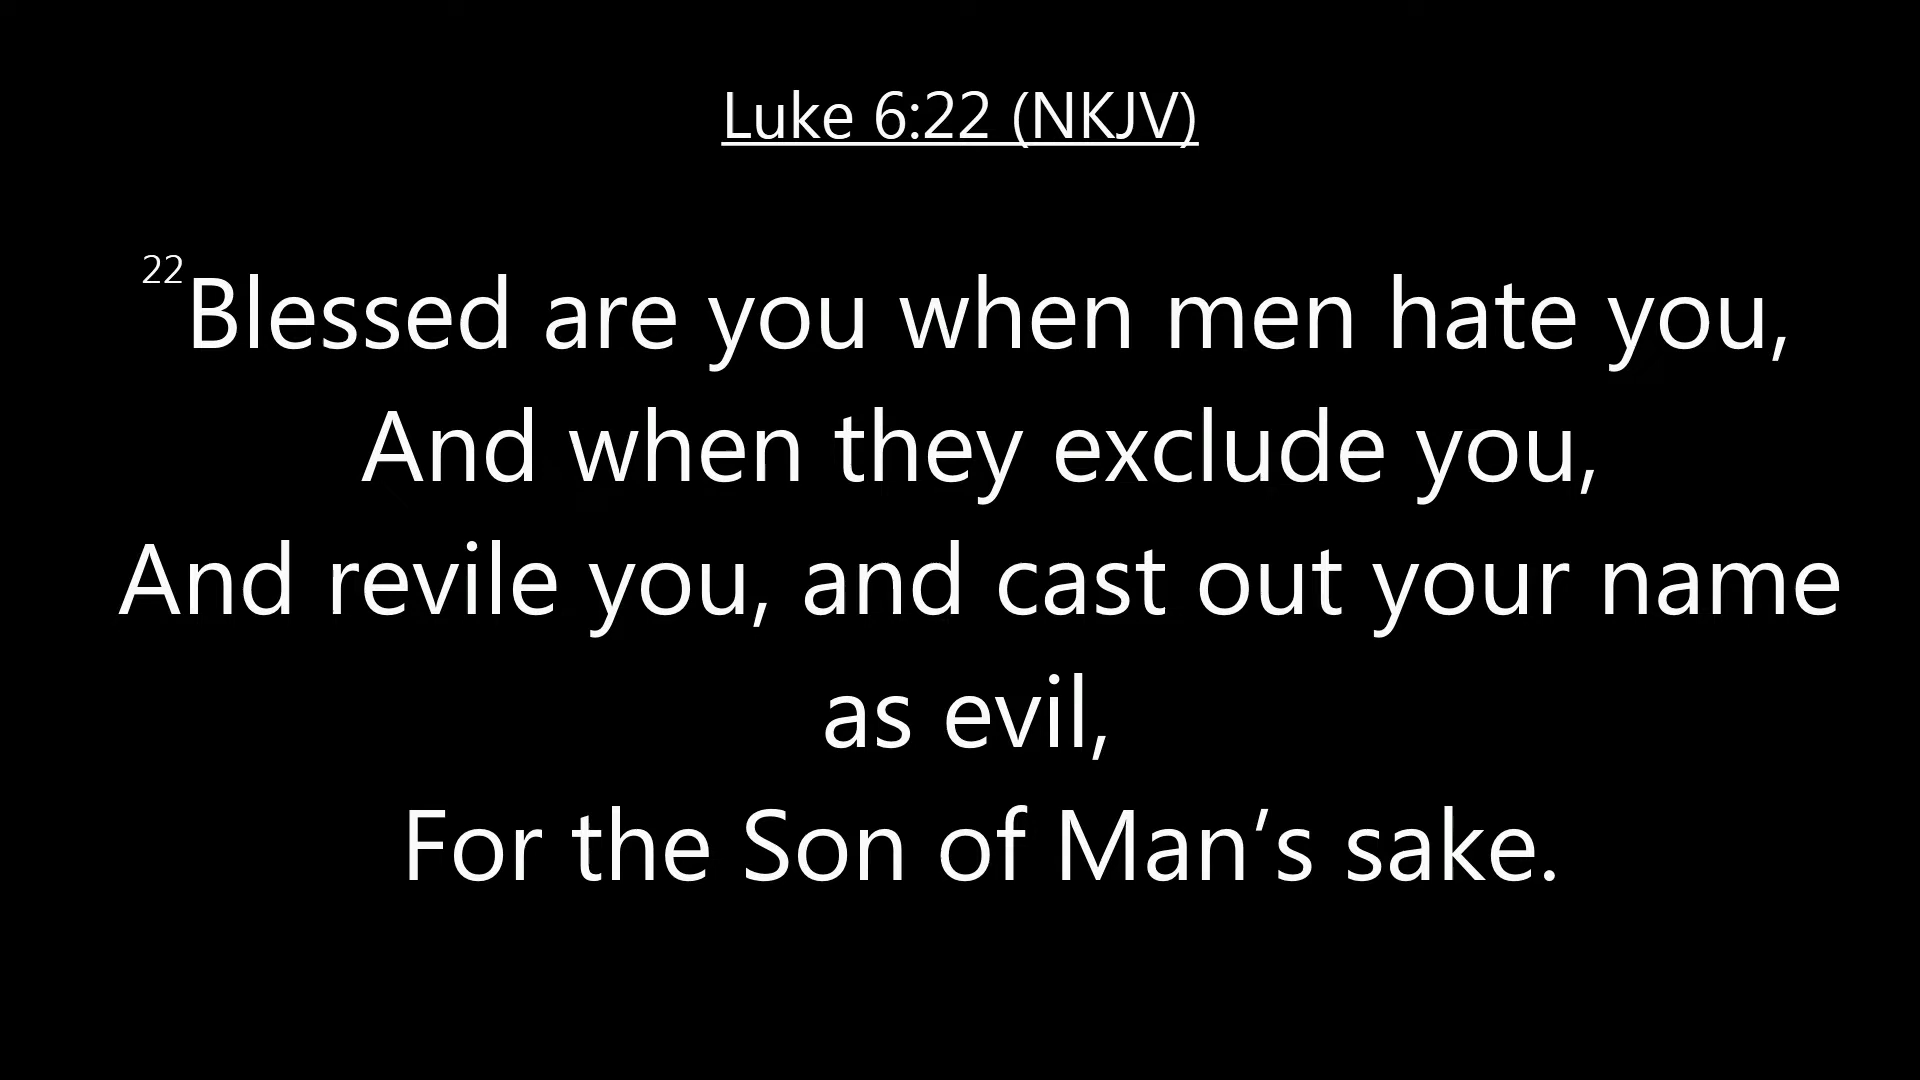 Luke 6:22 (NKJV)
22Blessed are you when men hate you,
And when they exclude you,
And revile you, and cast out your name
as evil,
For the Son of Man’s sake.